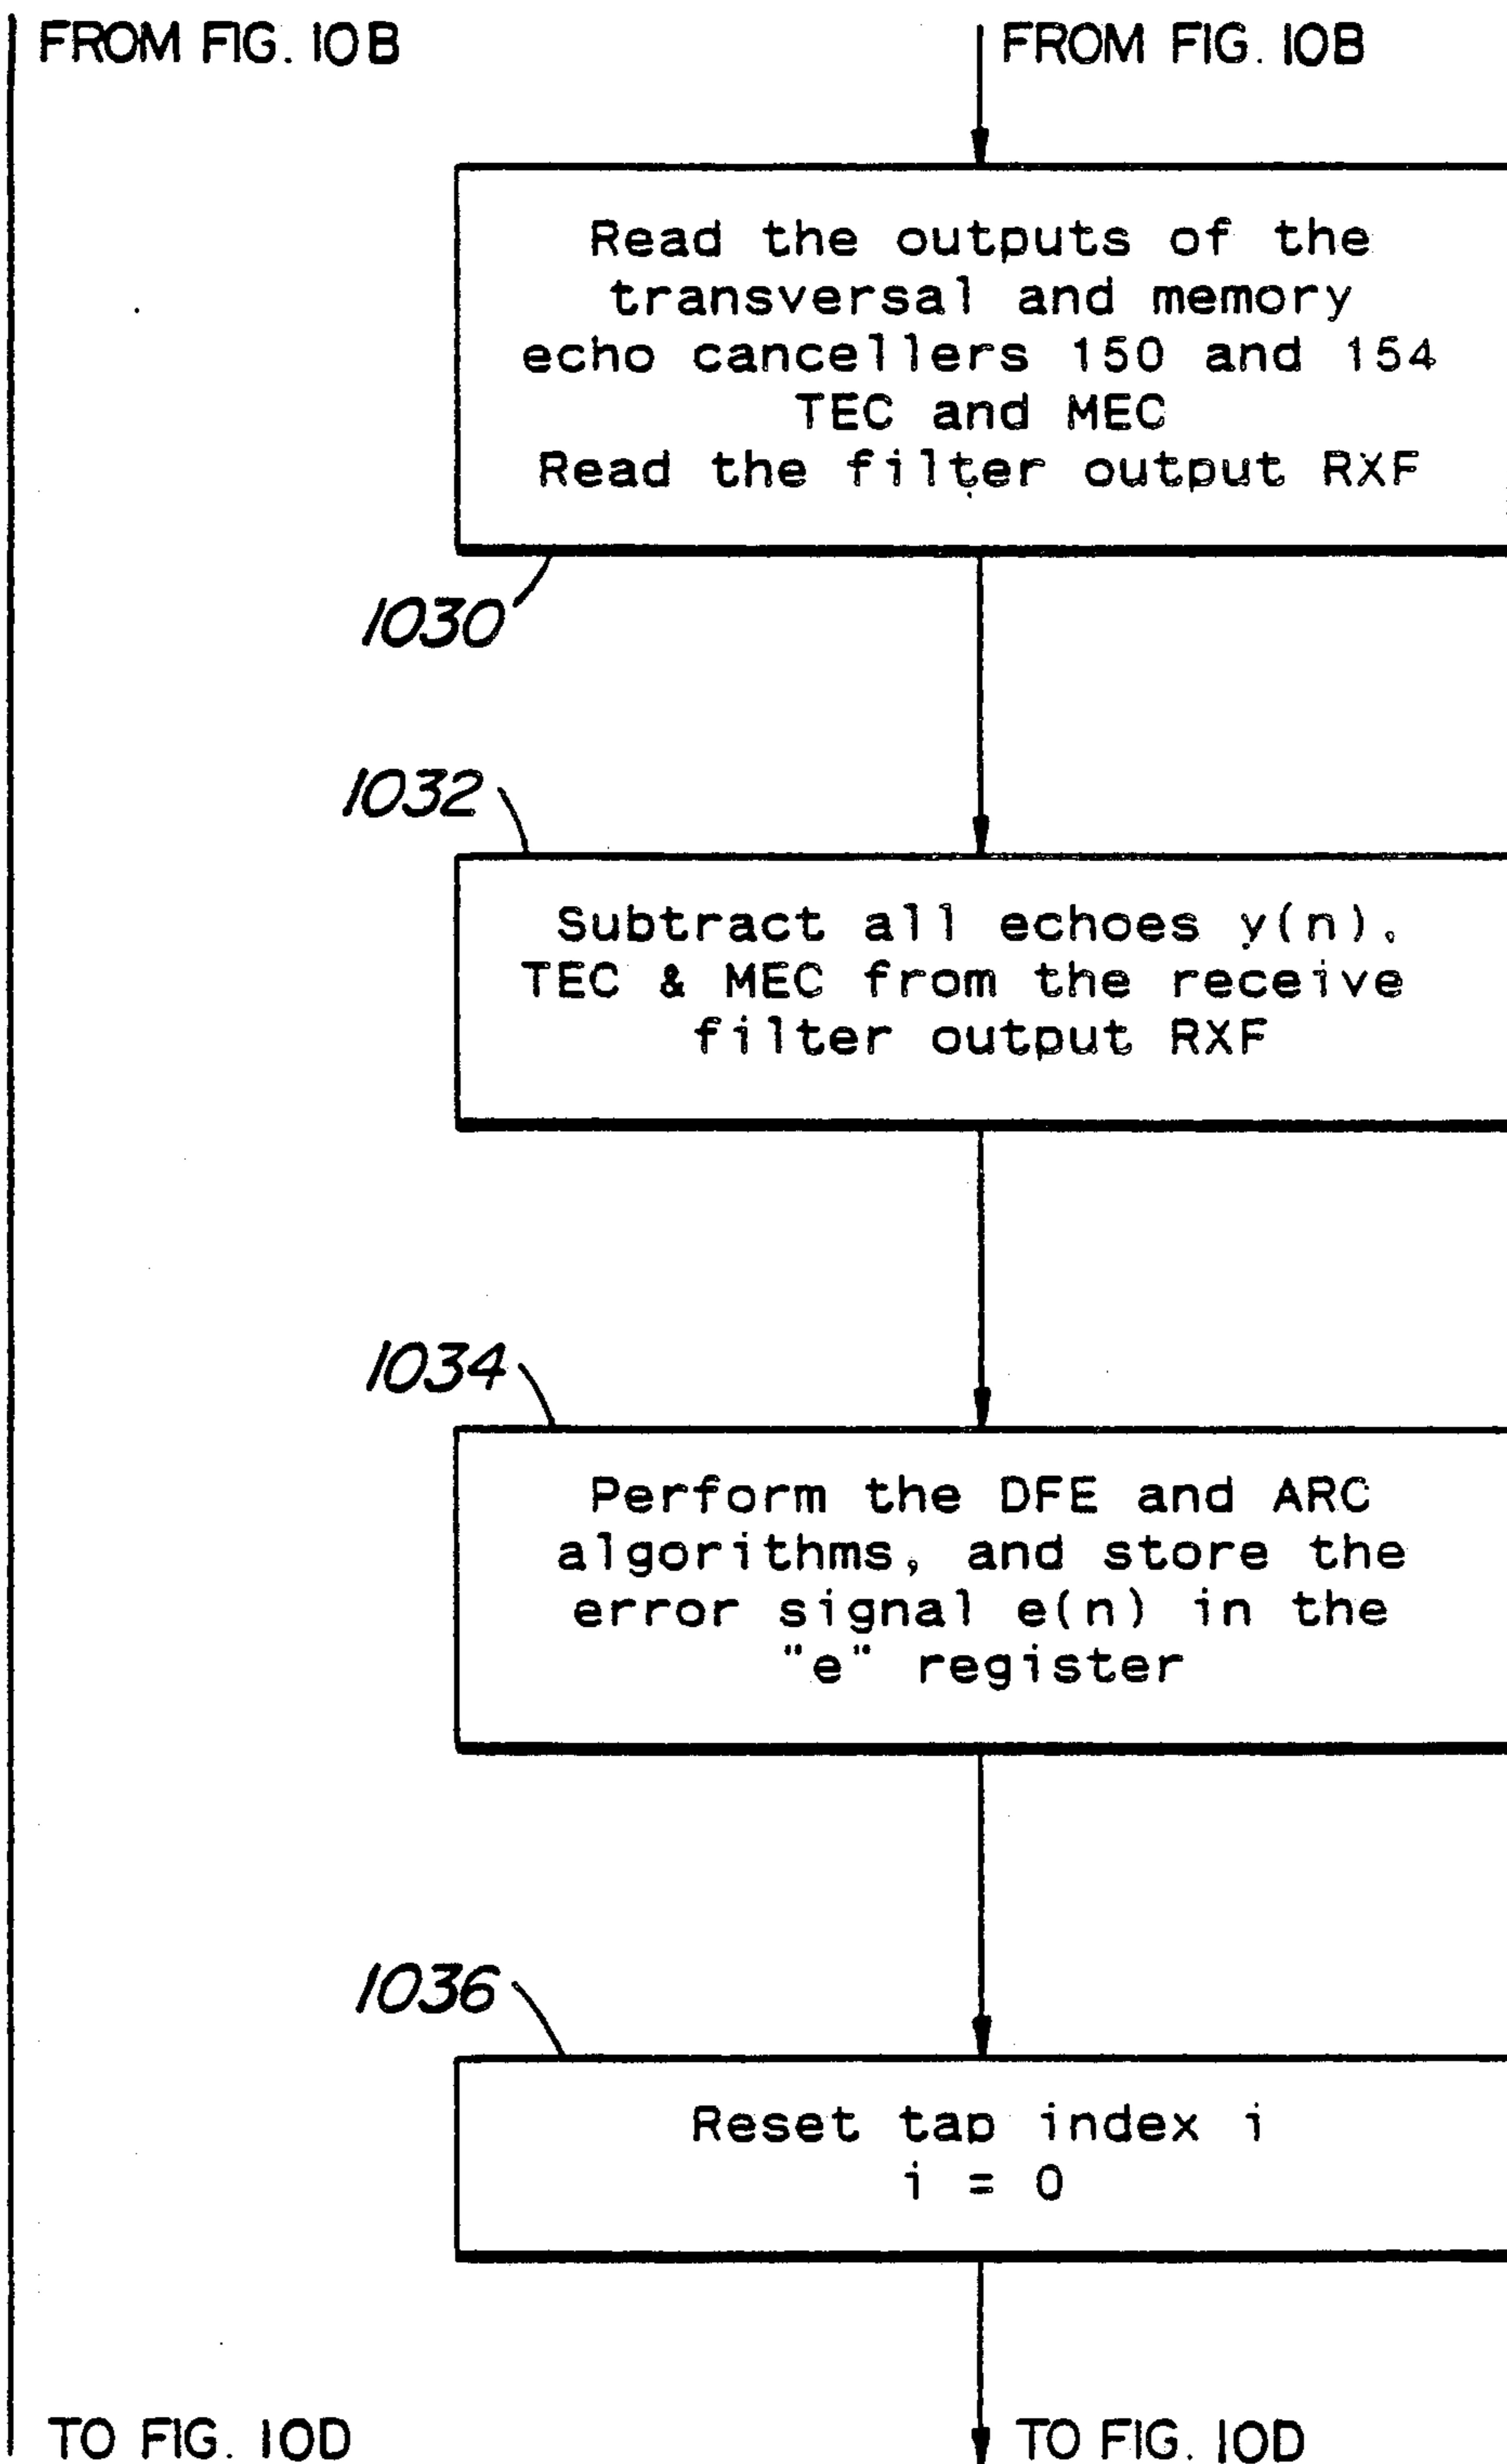 FROM FIG. 10B
FROM FIG. 10B
Read the outputs of the
transversal and memory
echo cancellers 150 and 154
TEC and MEC
Read the filter output RXF
1030
1032
Subtract all echoes y(n),
TEC & MEC from the receive
filter output RXF
1034
Perform the DFE and ARC
algorithms, and store the
error signal e(n) in the
"e" register
1036
Reset tap index i
i = 0
TO FIG. 10D
TO FIG. 10D